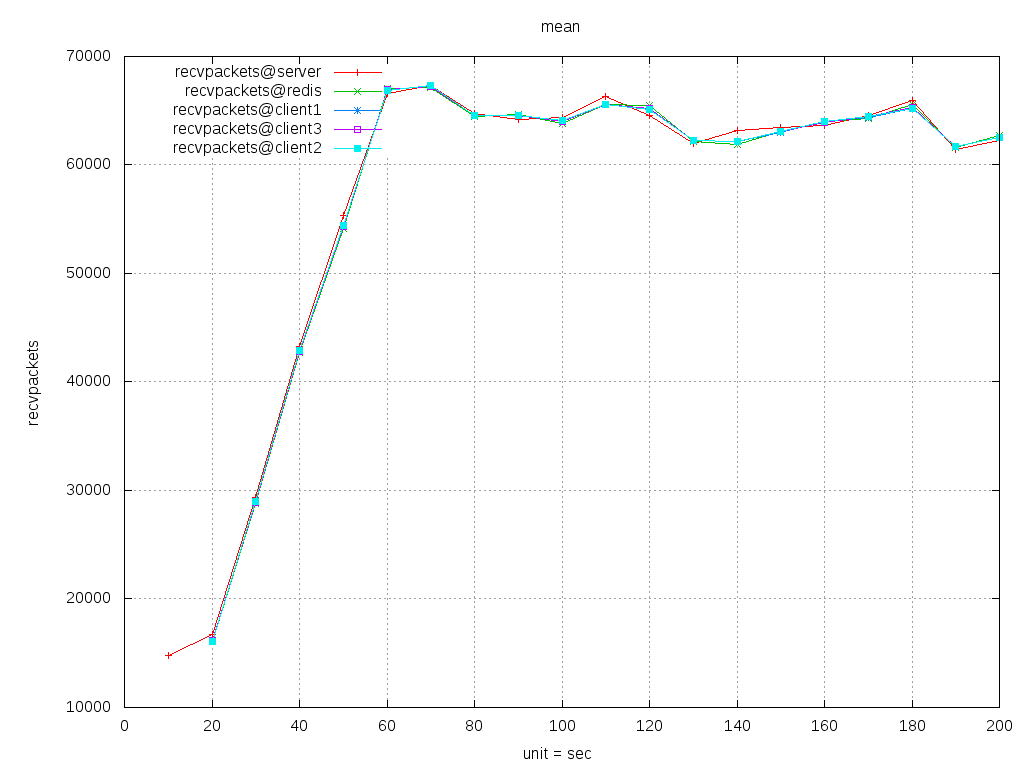 mean
70000
60000
50000
40000
30000
20000
10000
recvpackets
recvpackets@server
recvpackets@redis
recvpackets@client1
recvpackets@client3
recvpackets@client2
0 20 40 60 80 100 120 140 160 180 200
unit = sec